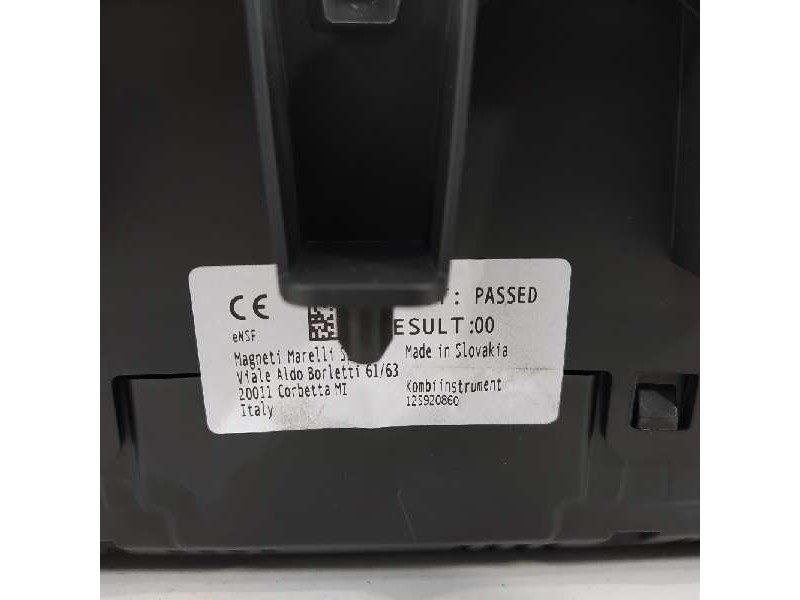 CE
eNSF
Magneti Marelli S
Viale Aldo Borletti 61/63
20011 Corbetta MI
Italy
: PASSED
ESULT:00
Made in Slovakia
Kombiinstrument
12S920860